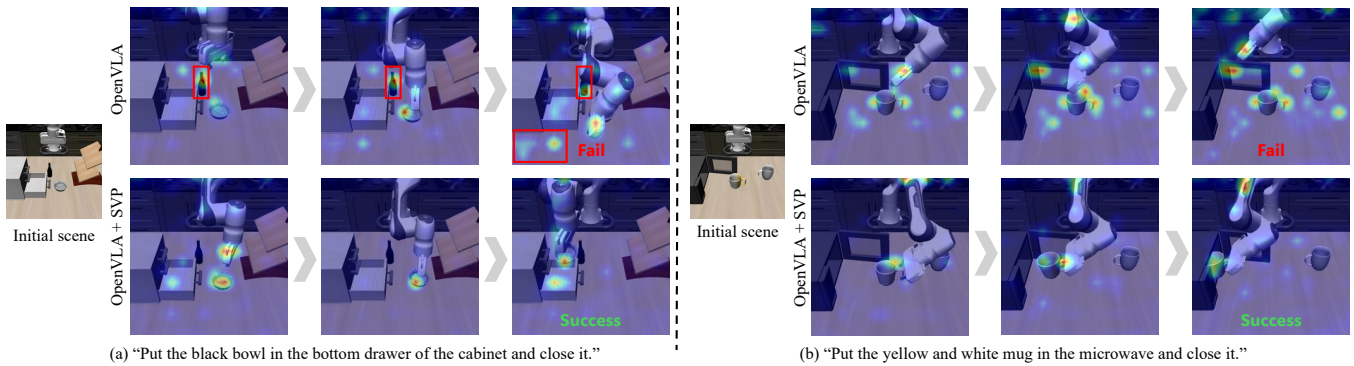 OpenVLA
Fail
Initial scene
OpenVLA + SVP
Success
(a) “Put the black bowl in the bottom drawer of the cabinet and close it.”
OpenVLA
Fail
Initial scene
OpenVLA + SVP
Success
(b) “Put the yellow and white mug in the microwave and close it.”